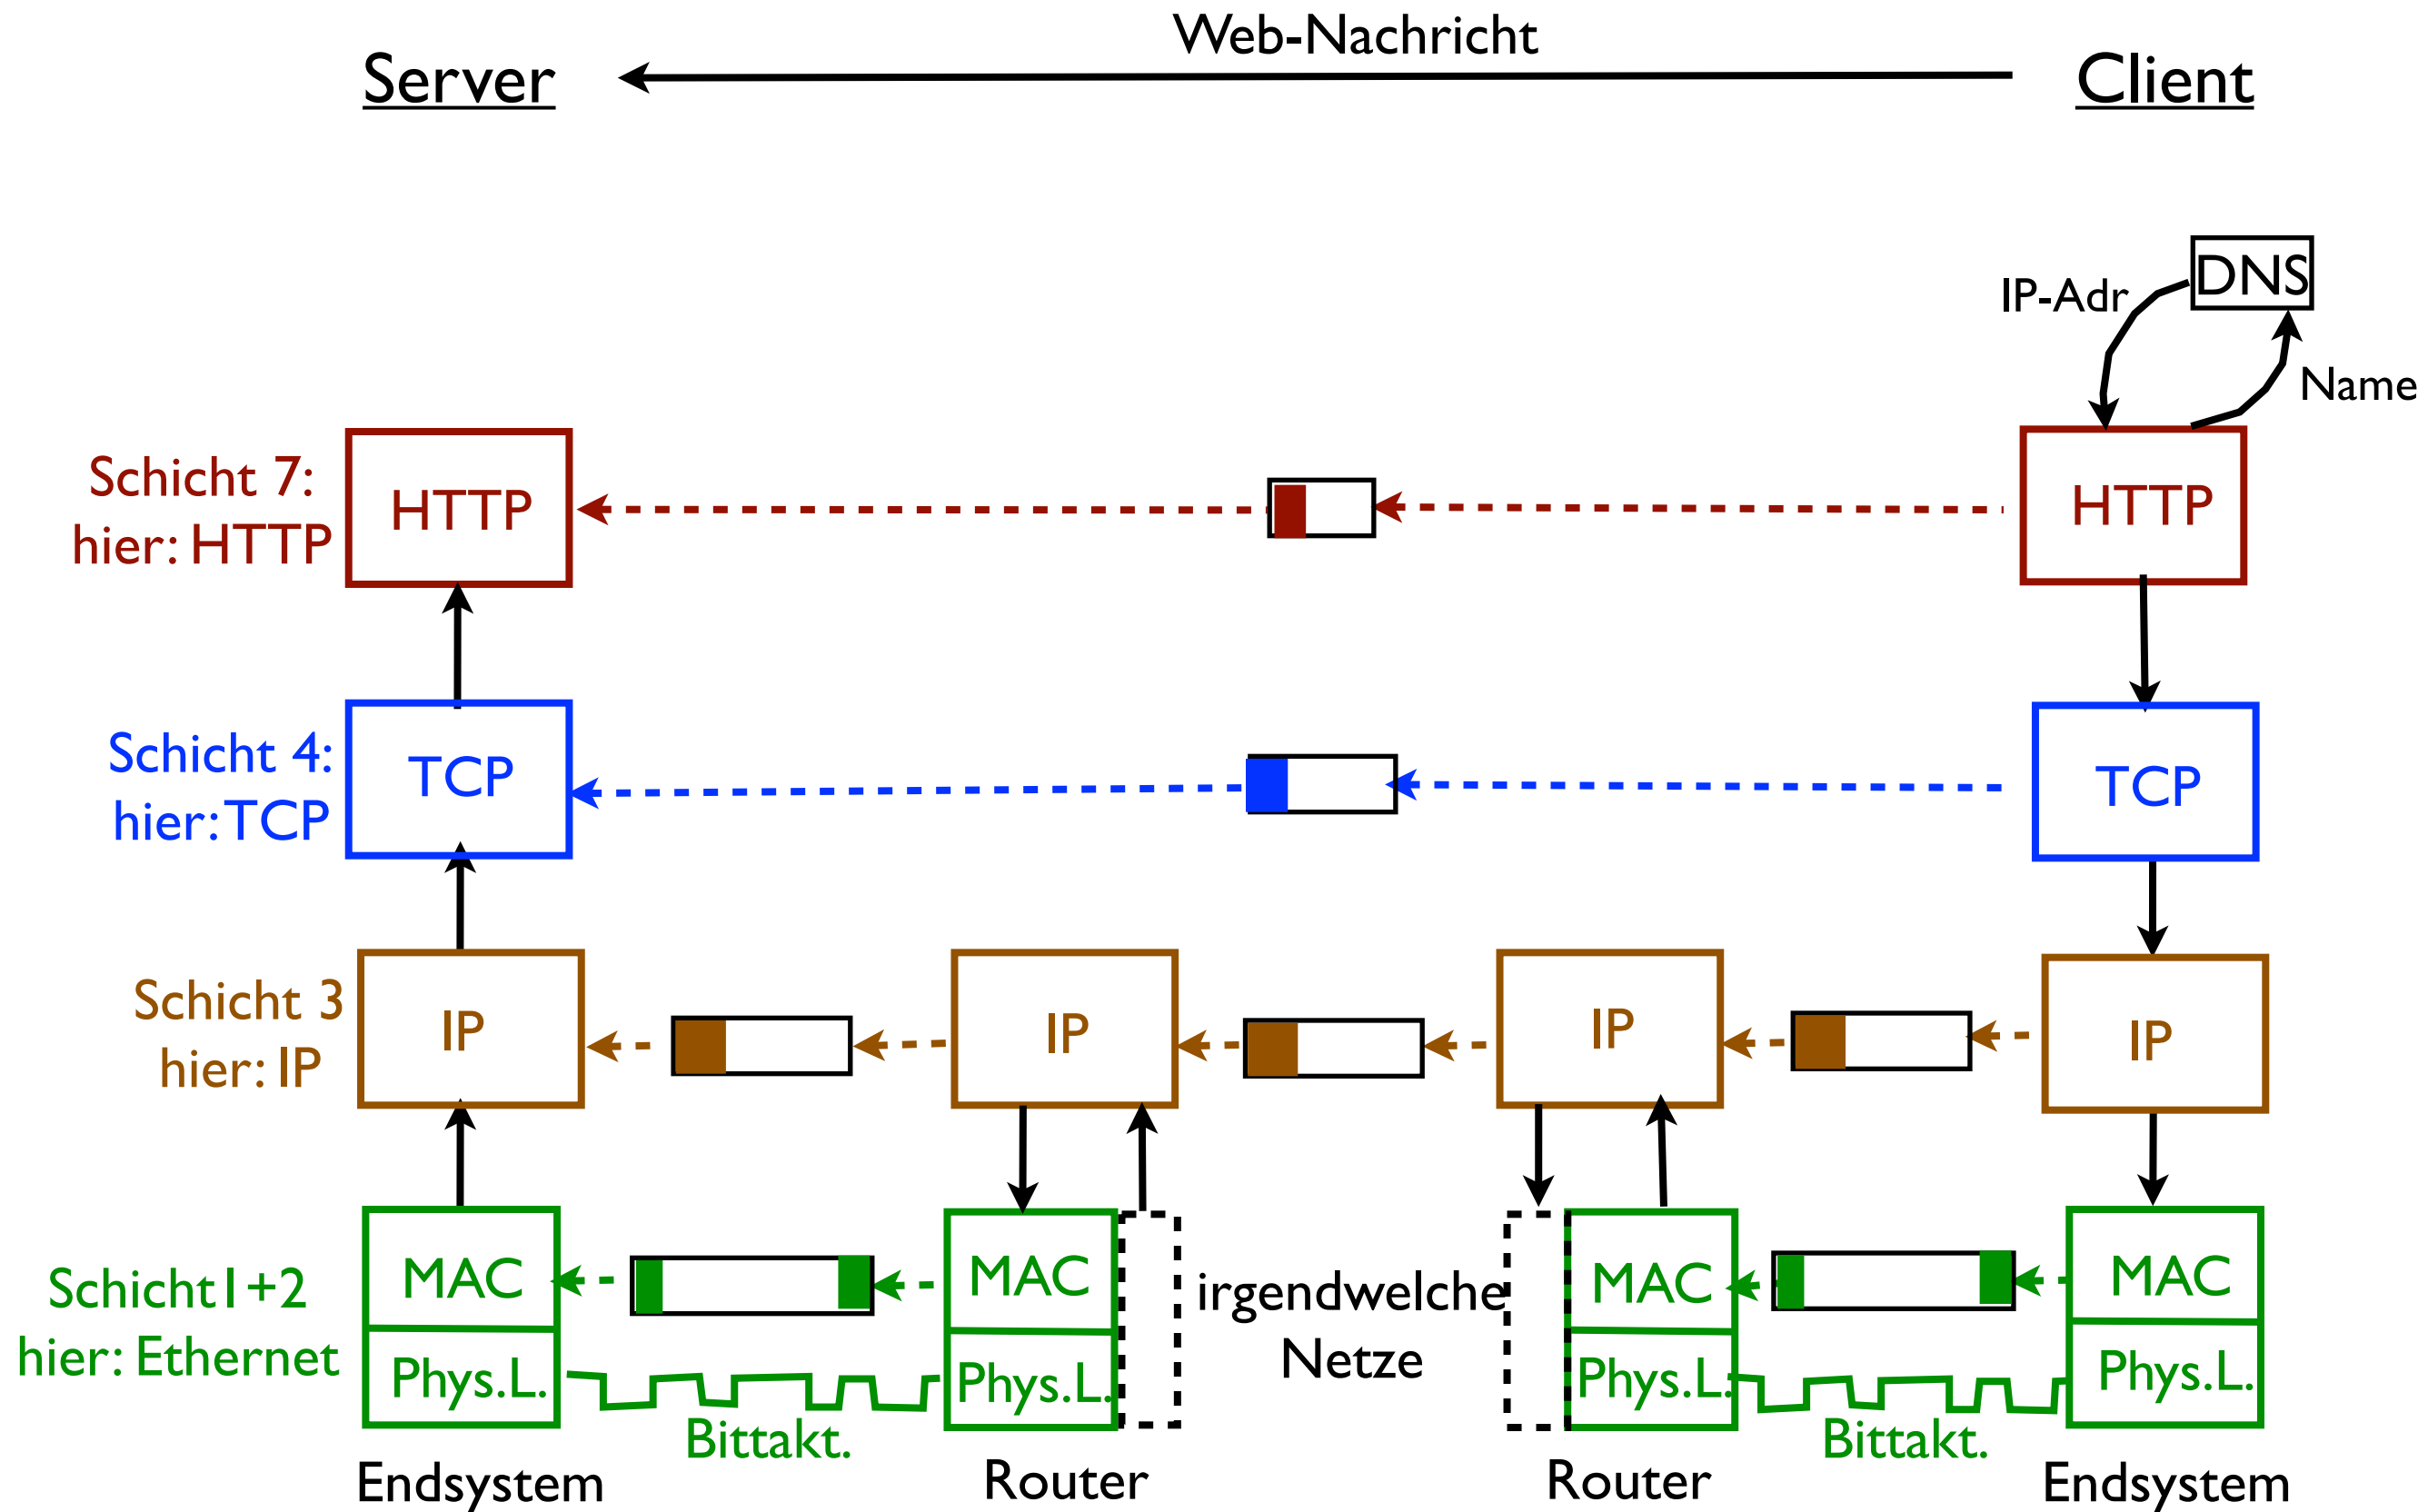 Web-Nachricht
Server
Client
DNS
IP-Adr
Name
Schicht 7:
hier: HTTP
HTTP
HTTP
Schicht 4:
hier: TCP
TCP
TCP
Schicht 3
hier: IP
IP
IP
IP
IP
Schicht1+2
hier: Ethernet
MAC
Phys.L.
MAC
Phys.L.
irgendwelche
Netze
MAC
Phys.L.
MAC
Phys.L.
Bittakt.
Bittakt.
Endsystem
Router
Router
Endsystem